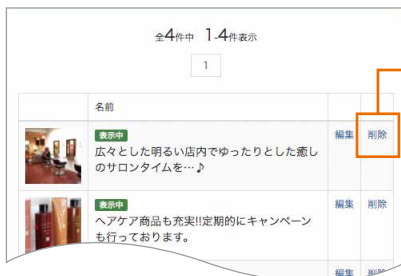 全4件中 1-4件表示
1
名前
表示中
編集 削除
広々とした明るい店内でゆったりとした癒し
のサロンタイムを…♪
表示中
編集 削除
ヘアケア商品も充実!!定期的にキャンペーン
も行っております。
編集 削除